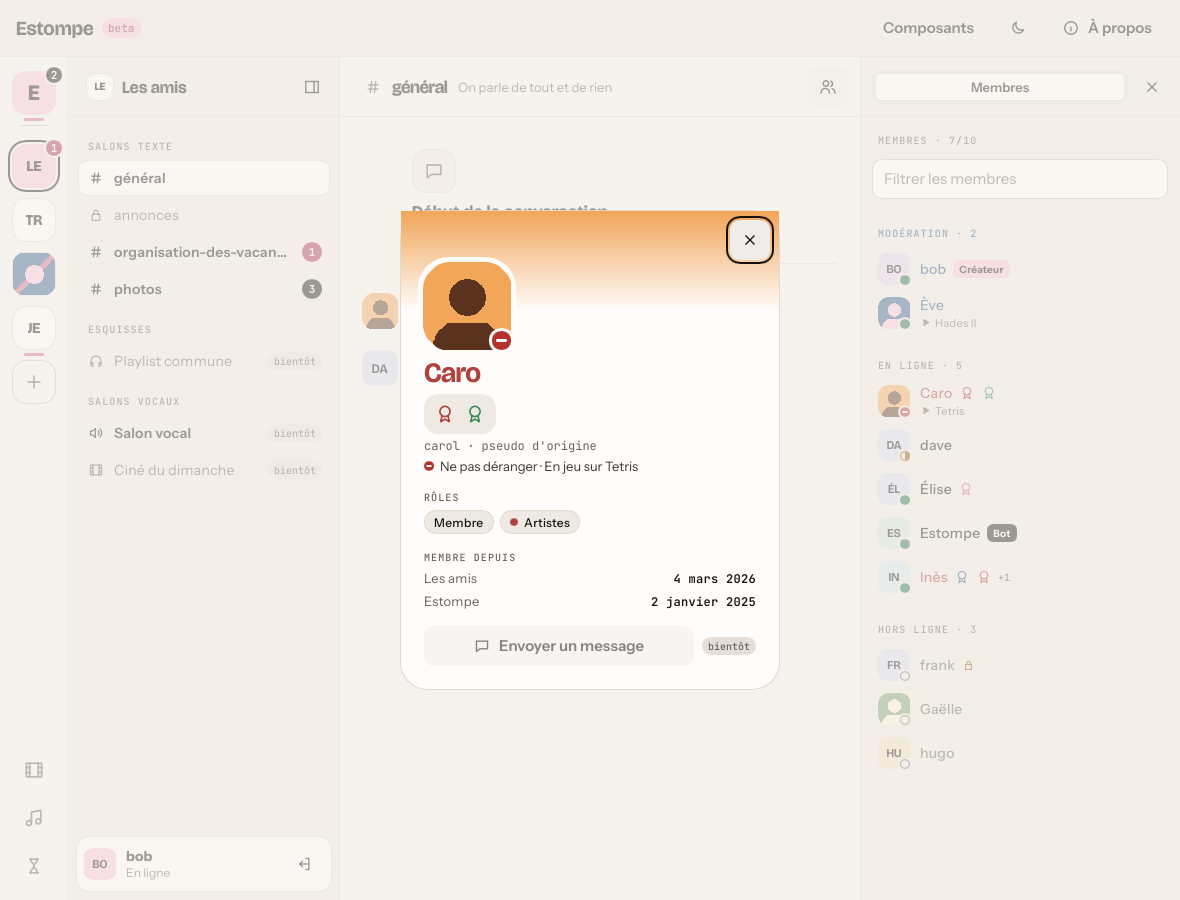 Estompe beta
Composants
À propos
E
2
LE
1
TR
JE
LE Les amis
SALONS TEXTE
# général
annonces
# organisation-des-vacan... 1
# photos 3
ESQUISSES
Playlist commune bientôt
SALONS VOCAUX
Salon vocal bientôt
Ciné du dimanche bientôt
BO bob
En ligne
# général On parle de tout et de rien
DA
Caro
carol · pseudo d'origine
Ne pas déranger · En jeu sur Tetris
RÔLES
Membre Artistes
MEMBRE DEPUIS
Les amis 4 mars 2026
Estompe 2 janvier 2025
Envoyer un message bientôt
Membres
MEMBRES · 7/10
Filtrer les membres
MODÉRATION · 2
BO bob Créateur
Ève
Hades II
EN LIGNE · 5
Caro
Tetris
DA dave
ÉL Élise
ES Estompe Bot
IN Inès +1
HORS LIGNE · 3
FR frank
Gaëlle
HU hugo